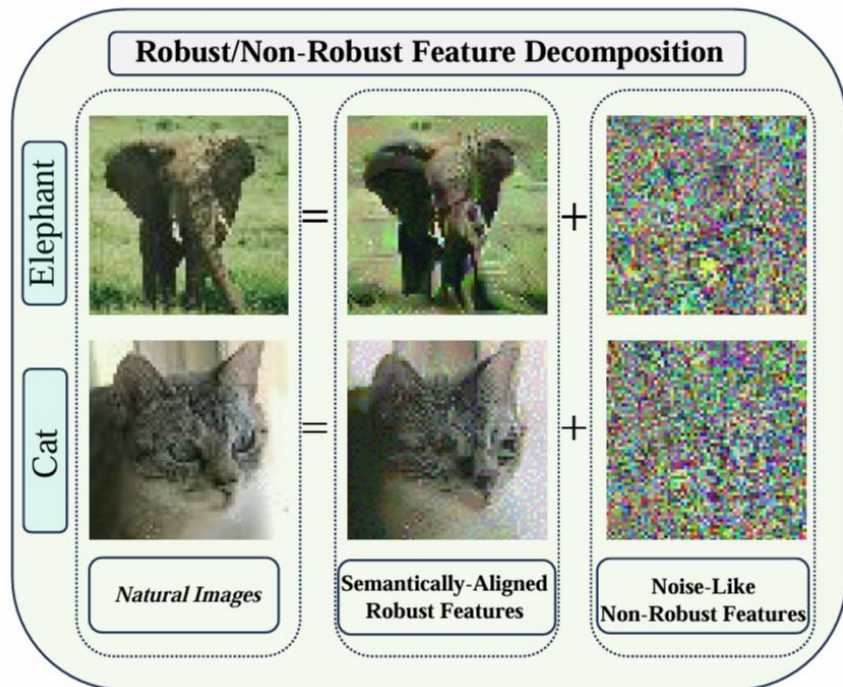 Robust/Non-Robust Feature Decomposition
Elephant
=
+
Cat
=
+
Natural Images
Semantically-Aligned
Robust Features
Noise-Like
Non-Robust Features